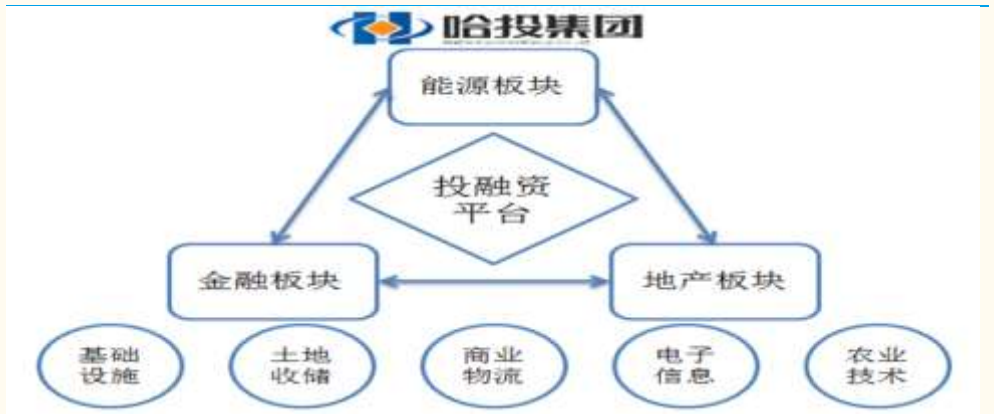 哈投集团
能源板块
投融资
平台
金融板块
地产板块
基础
设施
土地
收储
商业
物流
电子
信息
农业
技术